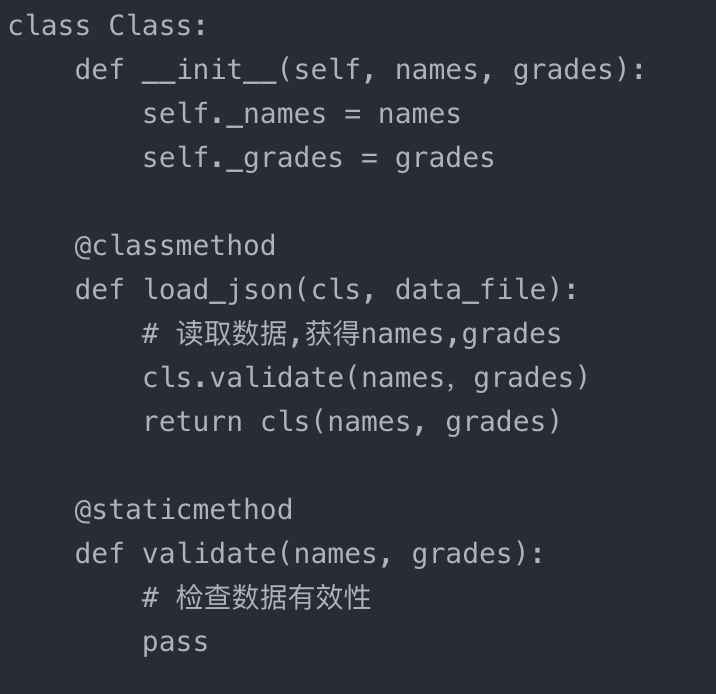 class Class:
    def __init__(self, names, grades):
        self._names = names
        self._grades = grades

    @classmethod
    def load_json(cls, data_file):
        # 读取数据,获得names,grades
        cls.validate(names, grades)
        return cls(names, grades)

    @staticmethod
    def validate(names, grades):
        # 检查数据有效性
        pass